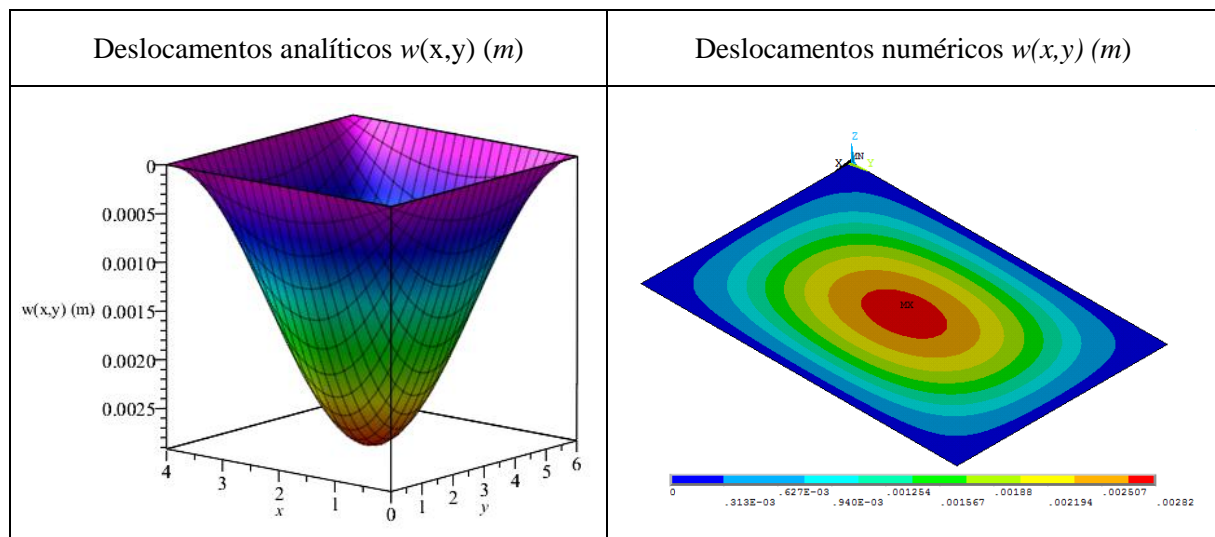 Deslocamentos analíticos w(x,y) (m)
Deslocamentos numéricos w(x,y) (m)
0
0.0005
0.0010
w(x,y) (m) 0.0015
0.0020
0.0025
4 3 2 1 0
x
1 2 3 4 5 6
y
Z
X MN Y
MX
0 .627E-03 .001254 .00188 .002507
.313E-03 .940E-03 .001567 .002194 .00282